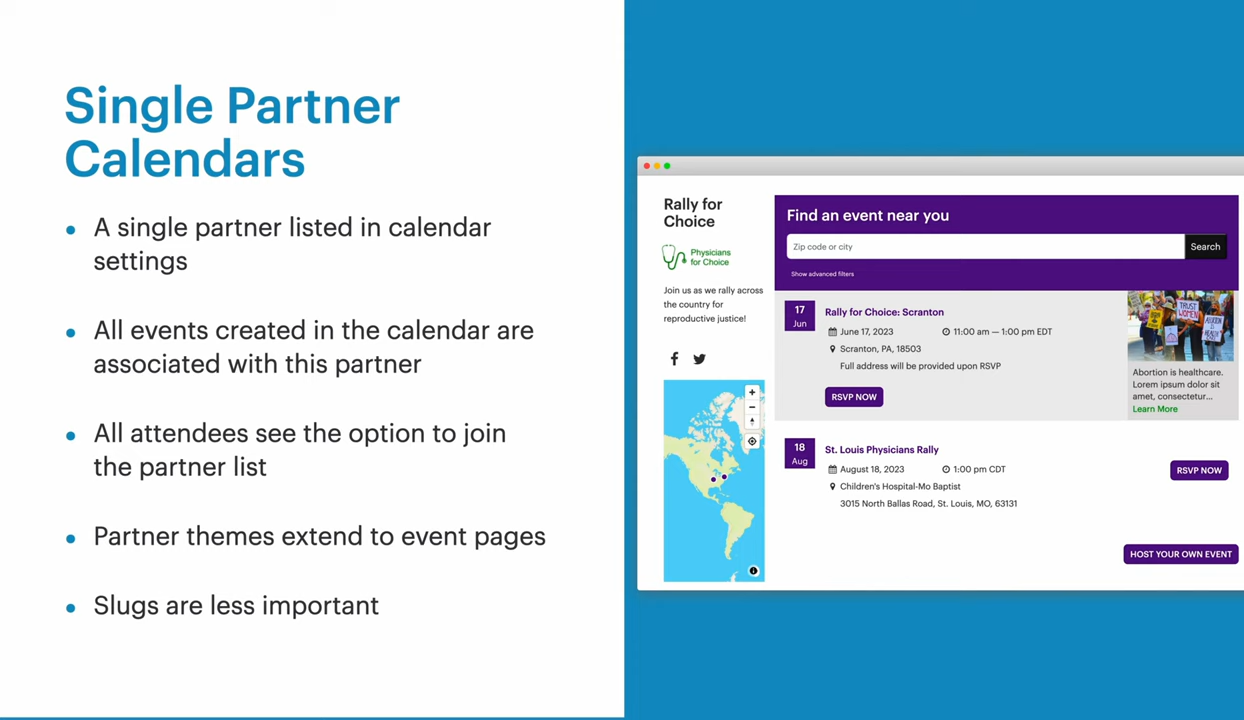 Single Partner
Calendars
• A single partner listed in calendar
settings
• All events created in the calendar are
associated with this partner
• All attendees see the option to join
the partner list
• Partner themes extend to event pages
• Slugs are less important
Rally for
Choice
Physicians
for Choice
Join us as we rally across
the country for
reproductive justice!
Find an event near you
Zip code or city
Search
Show advanced filters
17
Jun
Rally for Choice: Scranton
June 17, 2023 11:00 am — 1:00 pm EDT
Scranton, PA, 18503
Full address will be provided upon RSVP
RSVP NOW
TRUST
WOMEN
Abortion is healthcare.
Lorem ipsum dolor sit
amet, consectetur...
Learn More
18
Aug
St. Louis Physicians Rally
August 18, 2023 1:00 pm CDT
Children's Hospital-Mo Baptist
3015 North Ballas Road, St. Louis, MO, 63131
RSVP NOW
HOST YOUR OWN EVENT